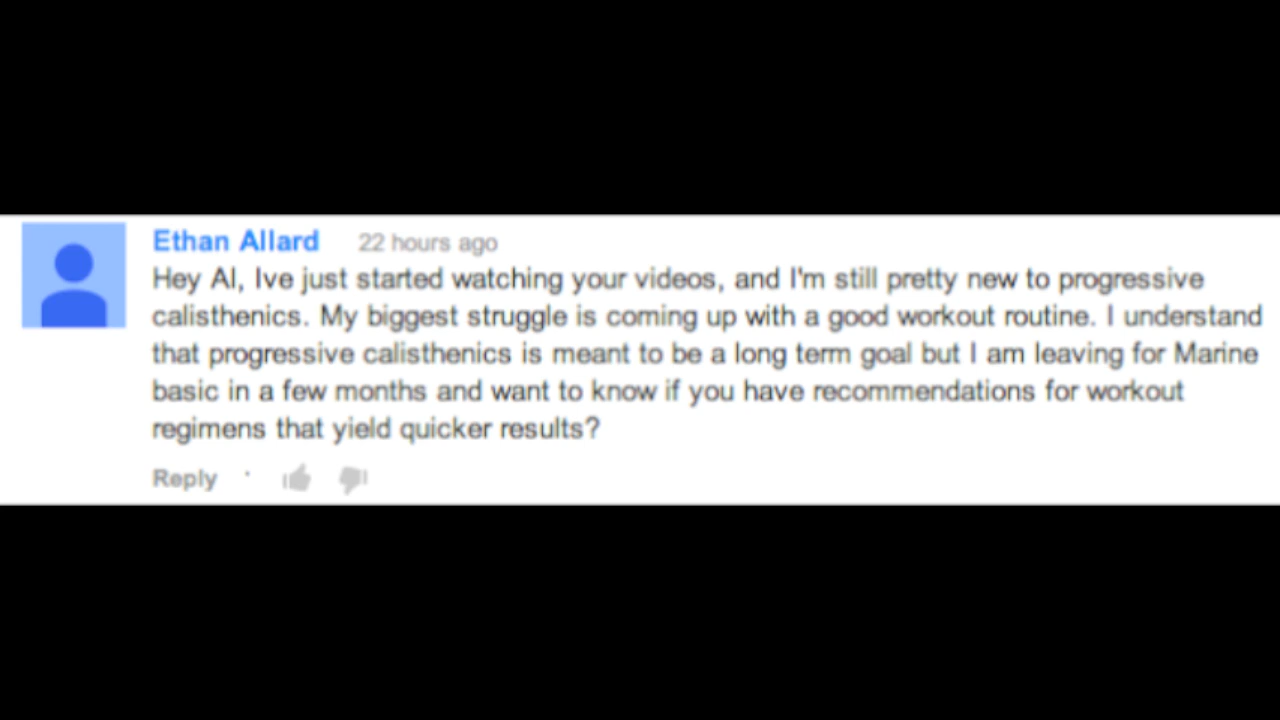 Ethan Allard 22 hours ago
Hey Al, Ive just started watching your videos, and I'm still pretty new to progressive
calisthenics. My biggest struggle is coming up with a good workout routine. I understand
that progressive calisthenics is meant to be a long term goal but I am leaving for Marine
basic in a few months and want to know if you have recommendations for workout
regimens that yield quicker results?
Reply ·